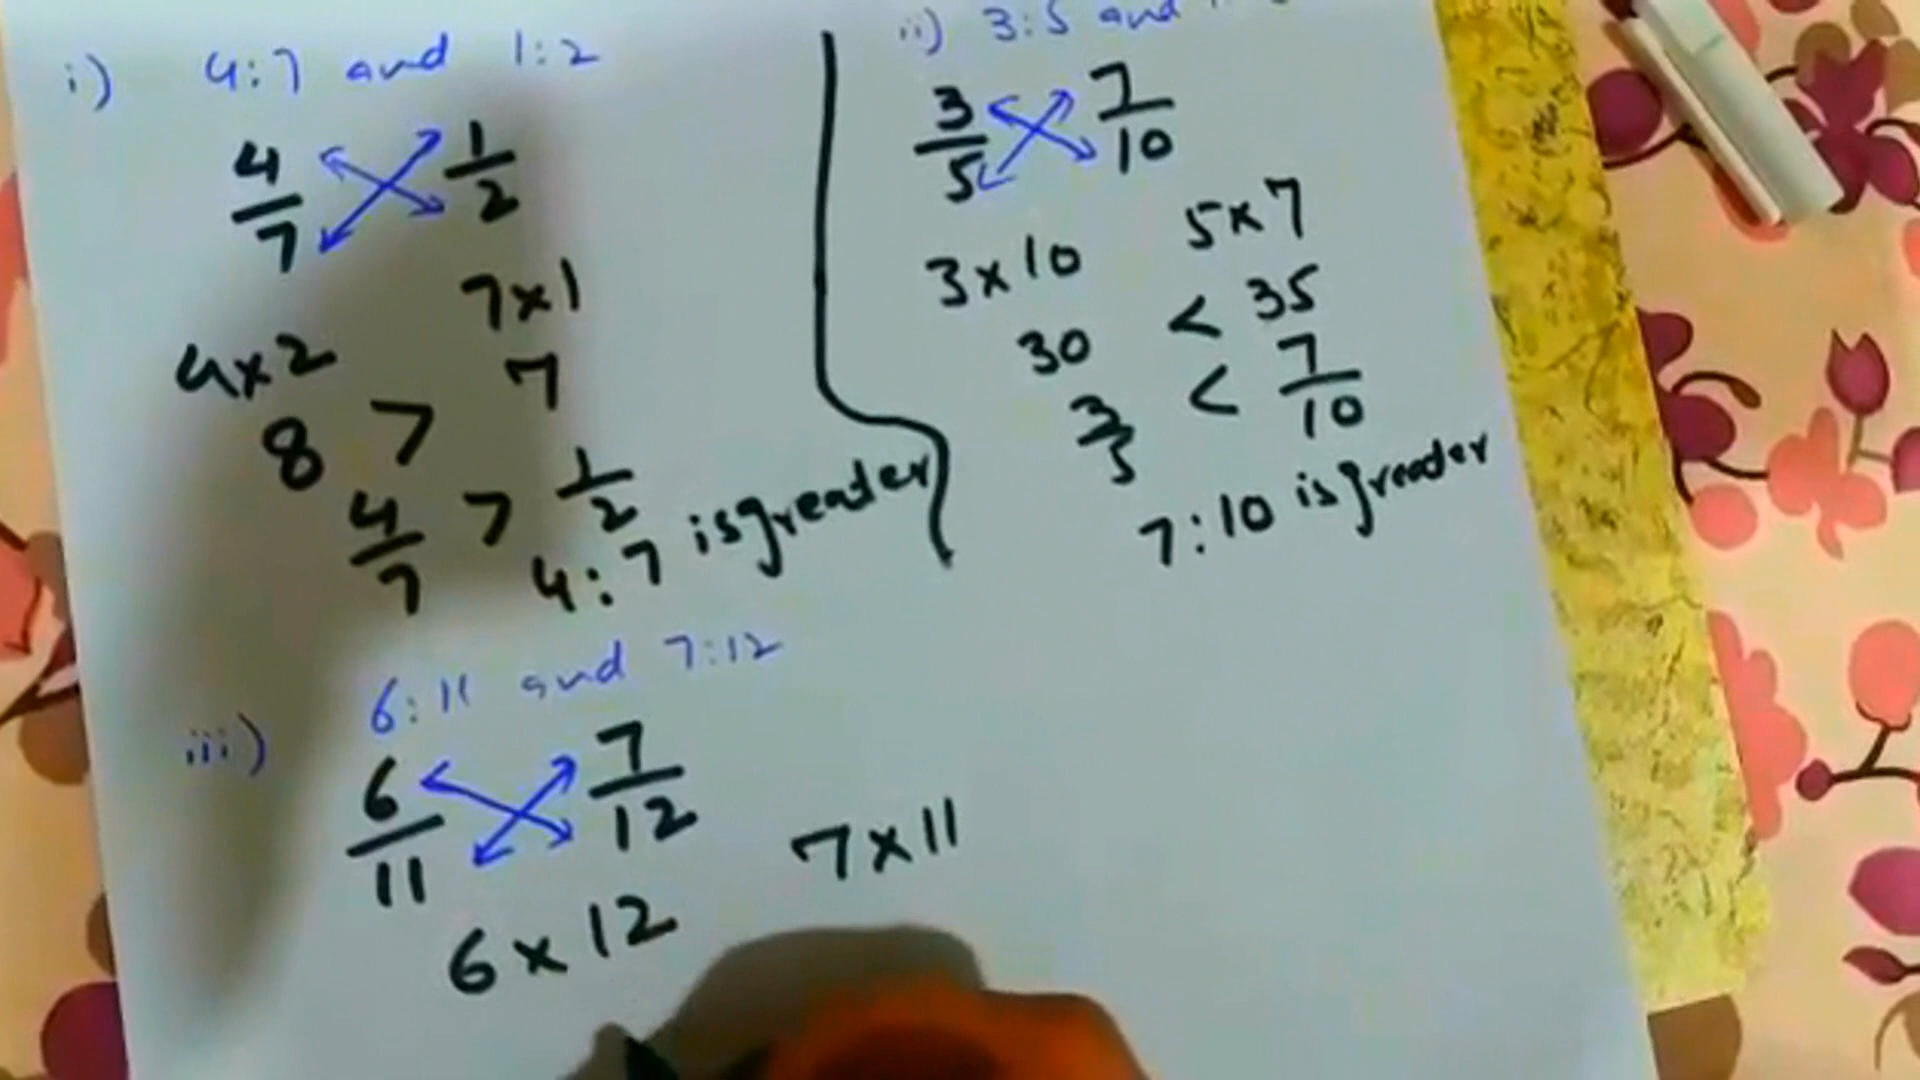 i) 4:7 and 1:2
4/7 1/2
4x2 7x1
8 > 7
4/7 > 1/2
4:7 is greater
ii) 3:5 and
3/5 7/10
3x10 5x7
30 < 35
3/5 < 7/10
7:10 is greater
iii) 6:11 and 7:12
6/11 7/12
6x12 7x11